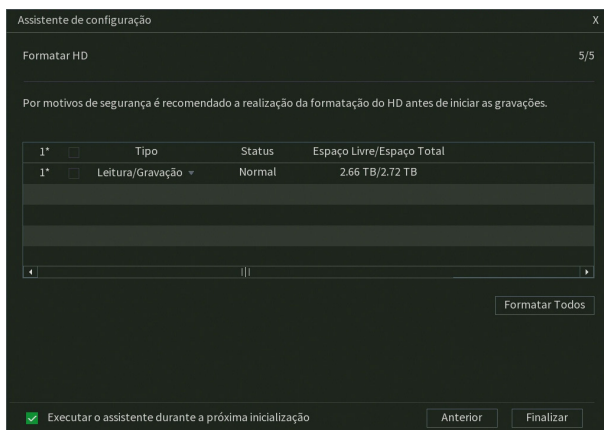 Assistente de configuração X
Formatar HD 5/5
Por motivos de segurança é recomendado a realização da formatação do HD antes de iniciar as gravações.
1* Tipo Status Espaço Livre/Espaço Total
1* Leitura/Gravação Normal 2.66 TB/2.72 TB
Formatar Todos
Executar o assistente durante a próxima inicialização Anterior Finalizar